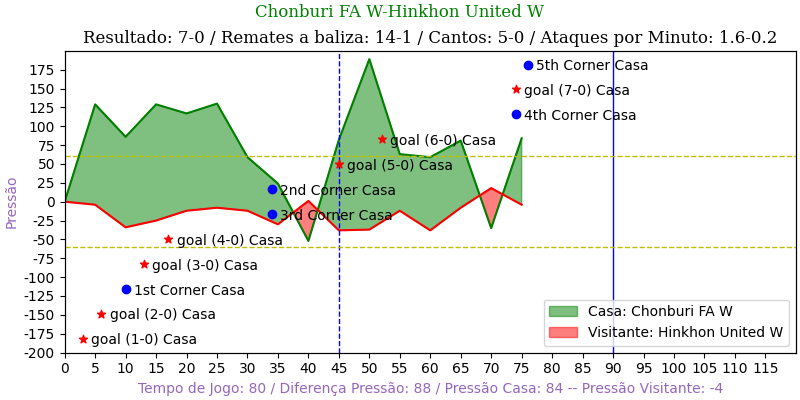 Chonburi FA W-Hinkhon United W
Resultado: 7-0 / Remates a baliza: 14-1 / Cantos: 5-0 / Ataques por Minuto: 1.6-0.2
Pressão
175
150
125
100
75
50
25
0
-25
-50
-75
-100
-125
-150
-175
-200
5th Corner Casa
goal (7-0) Casa
4th Corner Casa
goal (6-0) Casa
goal (5-0) Casa
2nd Corner Casa
3rd Corner Casa
goal (4-0) Casa
goal (3-0) Casa
1st Corner Casa
goal (2-0) Casa
goal (1-0) Casa
Casa: Chonburi FA W
Visitante: Hinkhon United W
0 5 10 15 20 25 30 35 40 45 50 55 60 65 70 75 80 85 90 95 100 105 110 115
Tempo de Jogo: 80 / Diferença Pressão: 88 / Pressão Casa: 84 -- Pressão Visitante: -4